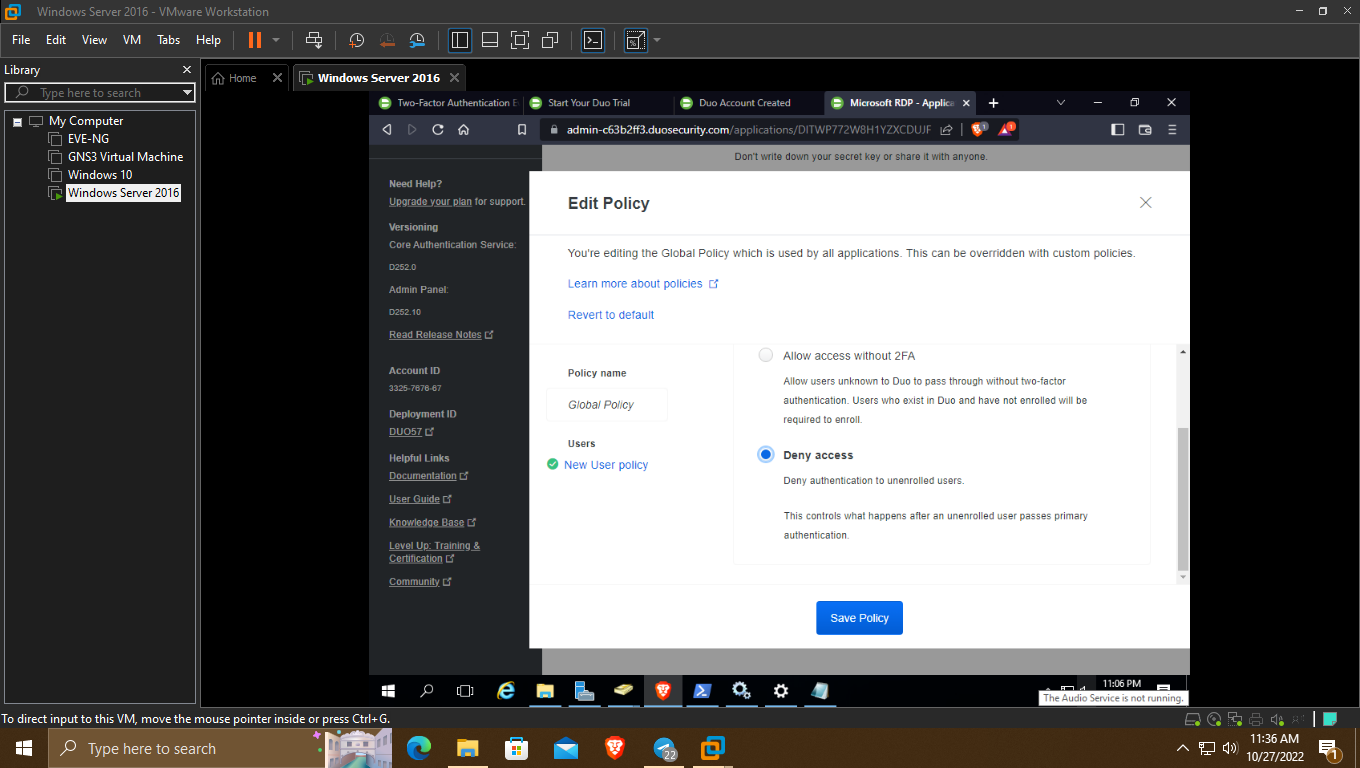 Windows Server 2016 - VMware Workstation
File Edit View VM Tabs Help
Library
Type here to search
My Computer
EVE-NG
GNS3 Virtual Machine
Windows 10
Windows Server 2016
Home
Windows Server 2016
Two-Factor Authentication E
Start Your Duo Trial
Duo Account Created
Microsoft RDP - Applica
admin-c63b2ff3.duosecurity.com/applications/DITWP772W8H1YZXCDUJF
1
1
Don't write down your secret key or share it with anyone.
Need Help?
Upgrade your plan for support.
Versioning
Core Authentication Service:
D252.0
Admin Panel:
D252.10
Read Release Notes
Account ID
3325-7676-67
Deployment ID
DUO57
Helpful Links
Documentation
User Guide
Knowledge Base
Level Up: Training &
Certification
Community
Edit Policy
You're editing the Global Policy which is used by all applications. This can be overridden with custom policies.
Learn more about policies
Revert to default
Policy name
Global Policy
Users
New User policy
Allow access without 2FA
Allow users unknown to Duo to pass through without two-factor
authentication. Users who exist in Duo and have not enrolled will be
required to enroll.
Deny access
Deny authentication to unenrolled users.
This controls what happens after an unenrolled user passes primary
authentication.
Save Policy
11:06 PM
The Audio Service is not running.
To direct input to this VM, move the mouse pointer inside or press Ctrl+G.
Type here to search
22
11:36 AM
10/27/2022
1